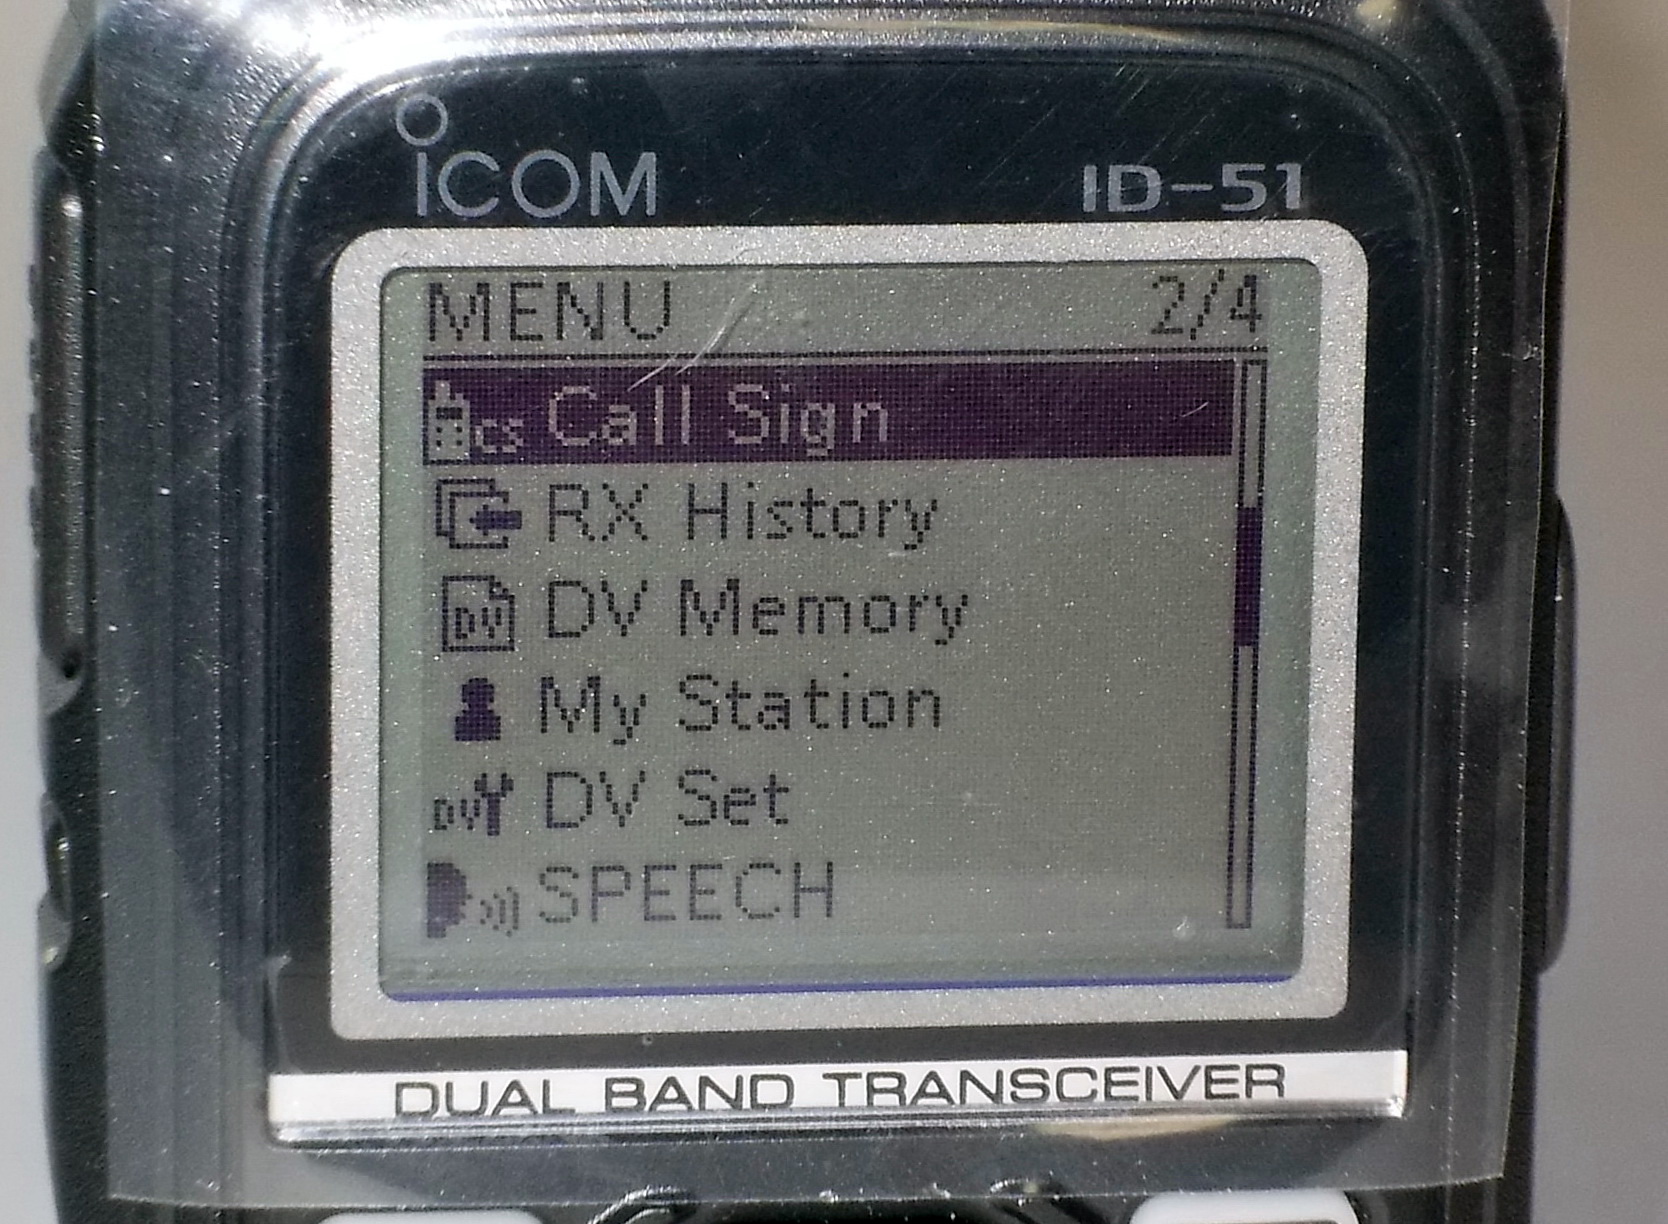 ICOM ID-51
MENU 2/4
CS Call Sign
RX History
DV DV Memory
My Station
DV DV Set
SPEECH
DUAL BAND TRANSCEIVER